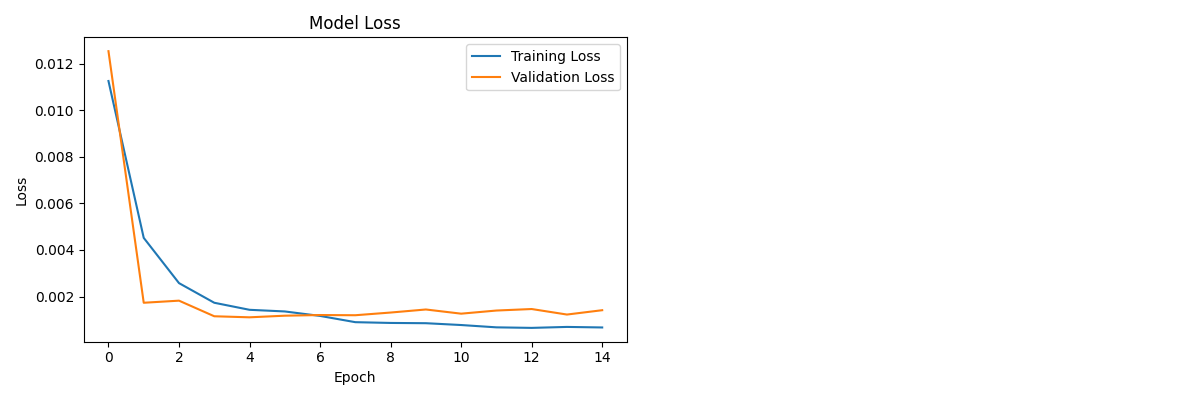 Model Loss
Training Loss
Validation Loss
0.012
0.010
0.008
0.006
0.004
0.002
Loss
0 2 4 6 8 10 12 14
Epoch